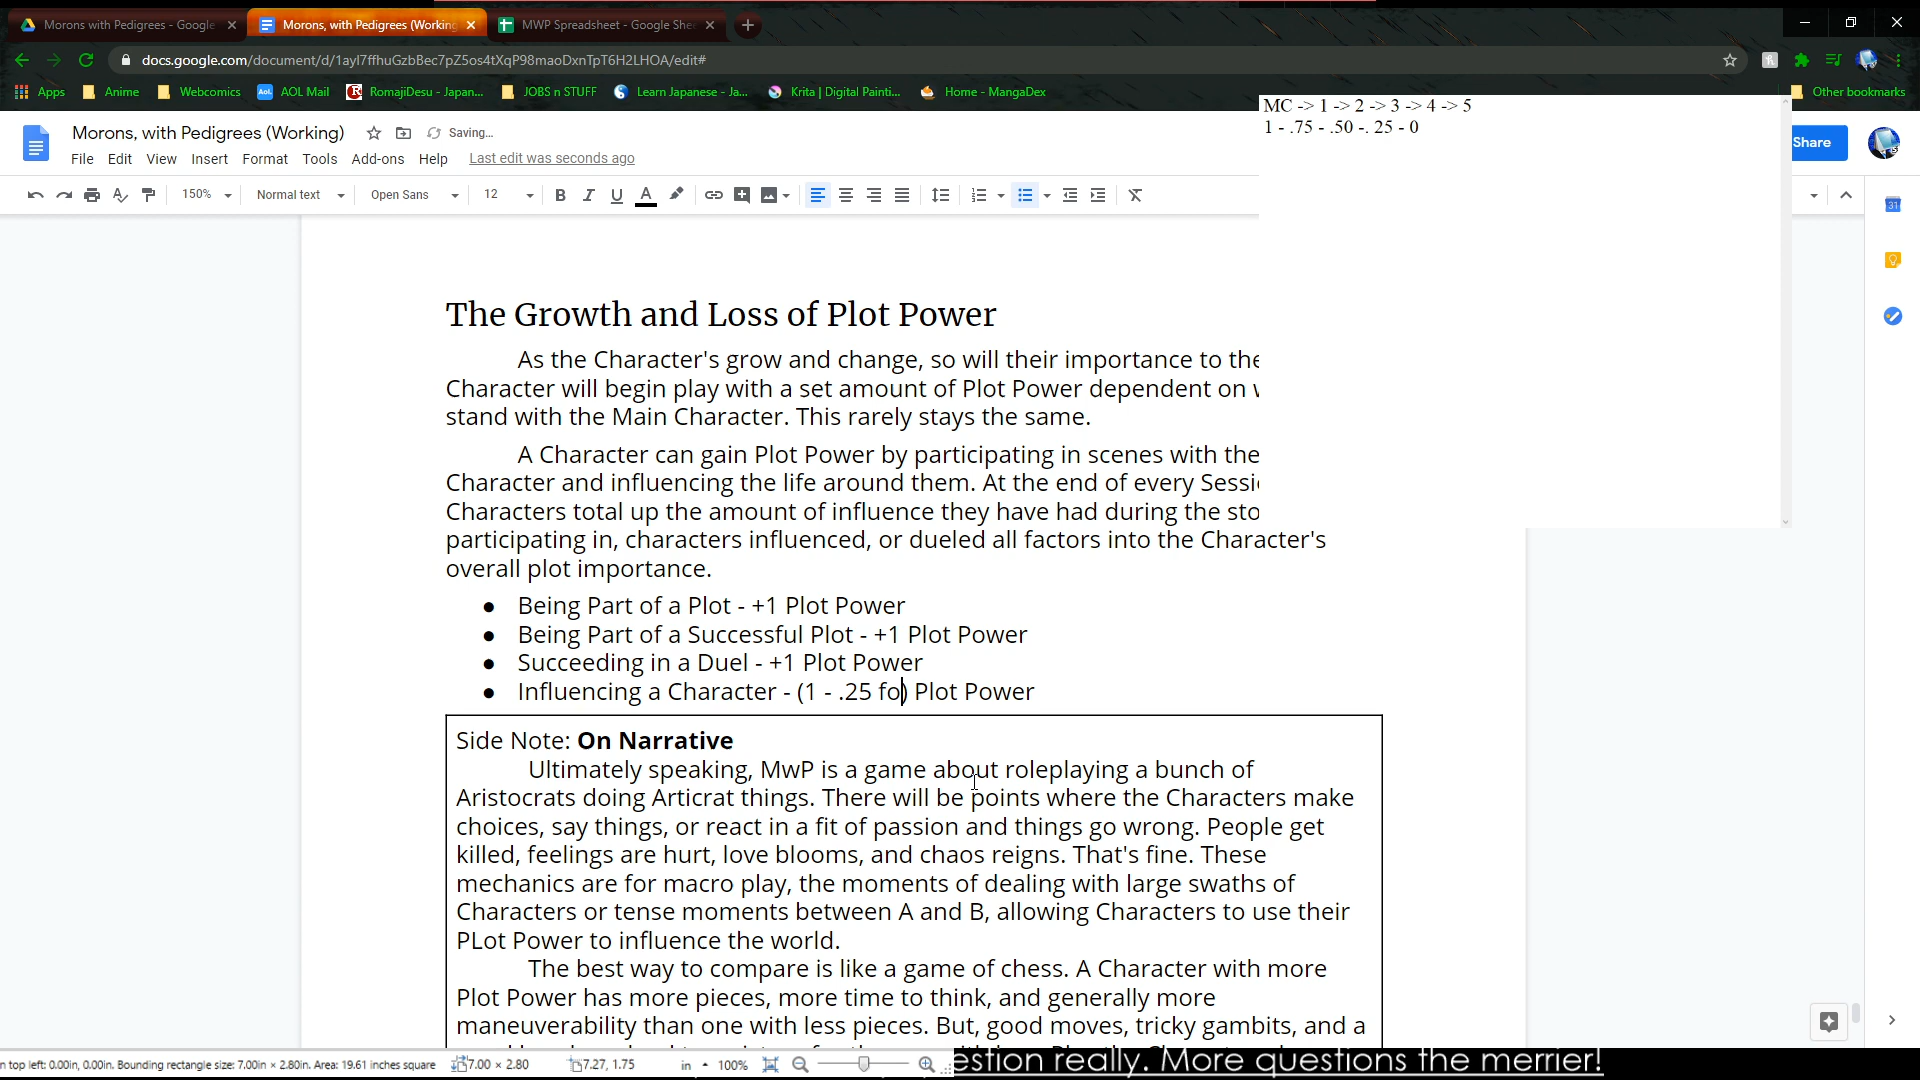 Morons with Pedigrees - Google
Morons, with Pedigrees (Working
MWP Spreadsheet - Google She
docs.google.com/document/d/1ayl7ffhuGzbBec7pZ5os4tXqP98maoDxnTpT6H2LHOA/edit#
Apps Anime Webcomics AOL Mail RomajiDesu - Japan... JOBS n STUFF Learn Japanese - Ja... Krita | Digital Painti... Home - MangaDex Other bookmarks
MC -> 1 -> 2 -> 3 -> 4 -> 5
1 - .75 - .50 -. 25 - 0
Morons, with Pedigrees (Working) Saving...
Share
File Edit View Insert Format Tools Add-ons Help Last edit was seconds ago
150% Normal text Open Sans 12 B I U A
31
The Growth and Loss of Plot Power
As the Character's grow and change, so will their importance to the
Character will begin play with a set amount of Plot Power dependent on
stand with the Main Character. This rarely stays the same.
A Character can gain Plot Power by participating in scenes with the
Character and influencing the life around them. At the end of every Sessi
Characters total up the amount of influence they have had during the sto
participating in, characters influenced, or dueled all factors into the Character's
overall plot importance.
● Being Part of a Plot - +1 Plot Power
● Being Part of a Successful Plot - +1 Plot Power
● Succeeding in a Duel - +1 Plot Power
● Influencing a Character - (1 - .25 fo) Plot Power
Side Note: On Narrative
Ultimately speaking, MwP is a game about roleplaying a bunch of
Aristocrats doing Articrat things. There will be points where the Characters make
choices, say things, or react in a fit of passion and things go wrong. People get
killed, feelings are hurt, love blooms, and chaos reigns. That's fine. These
mechanics are for macro play, the moments of dealing with large swaths of
Characters or tense moments between A and B, allowing Characters to use their
PLot Power to influence the world.
The best way to compare is like a game of chess. A Character with more
Plot Power has more pieces, more time to think, and generally more
maneuverability than one with less pieces. But, good moves, tricky gambits, and a
n top left: 0.00in, 0.00in. Bounding rectangle size: 7.00in × 2.80in. Area: 19.61 inches square 7.00 × 2.80 7.27, 1.75 in 100%
estion really. More questions the merrier!